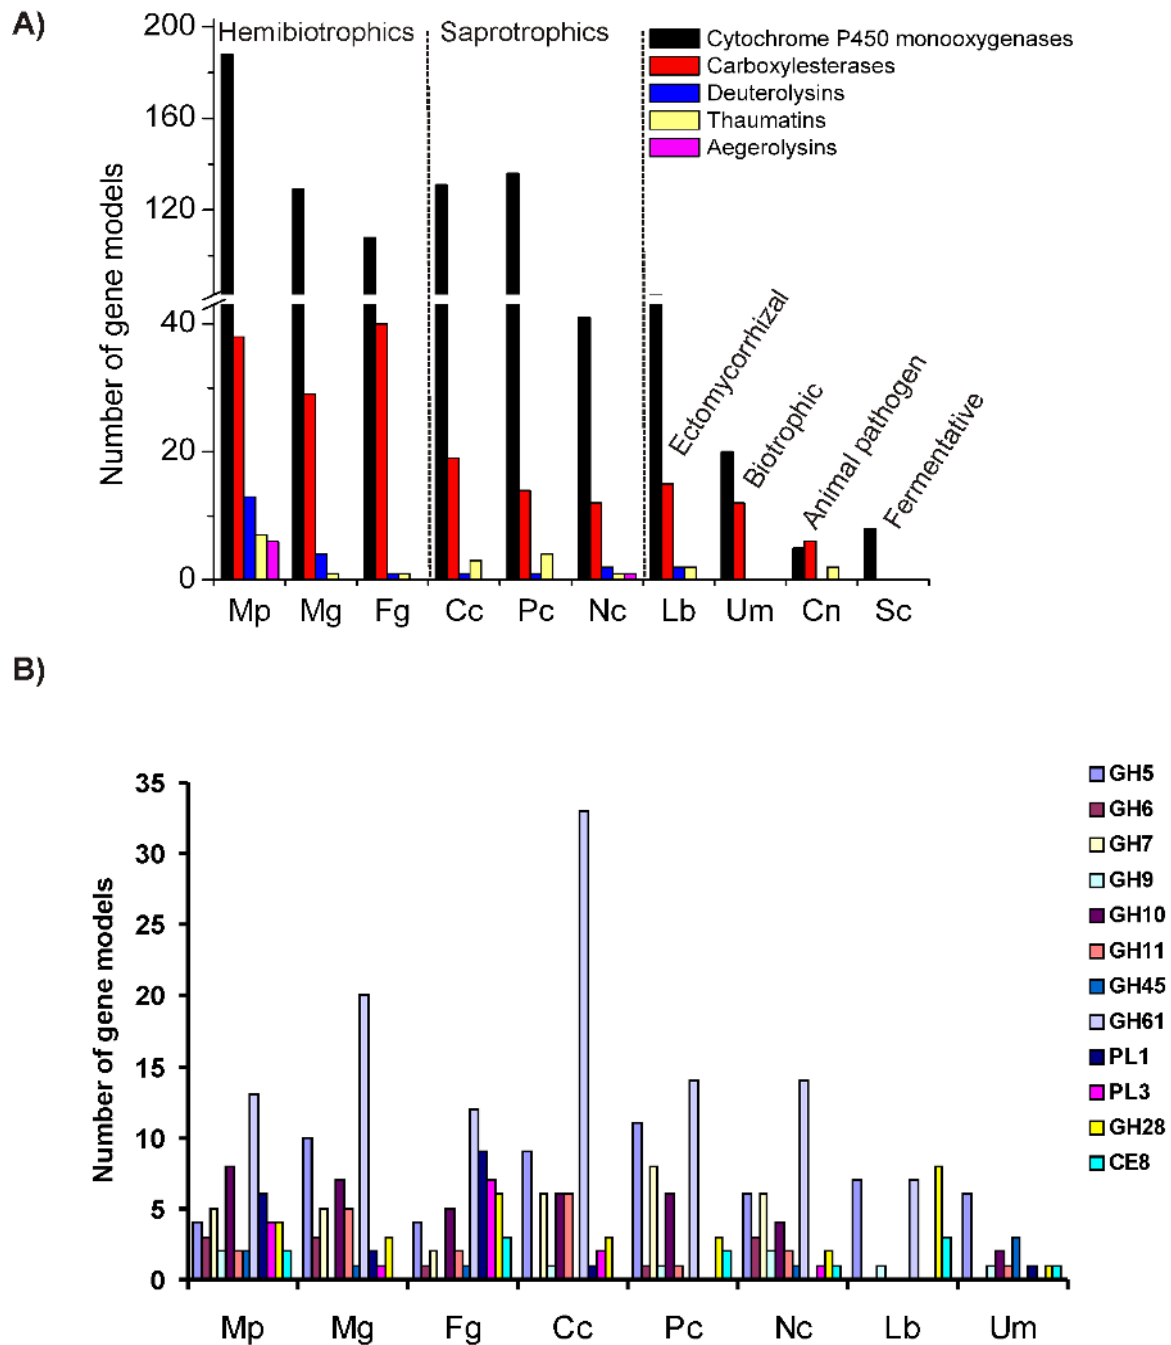 A)
Hemibiotrophics
Saprotrophics
Cytochrome P450 monooxygenases
Carboxylesterases
Deuterolysins
Thaumatins
Aegerolysins
Number of gene models
200
160
120
40
20
0
Ectomycorrhizal
Biotrophic
Animal pathogen
Fermentative
Mp Mg Fg Cc Pc Nc Lb Um Cn Sc
B)
Number of gene models
35
30
25
20
15
10
5
0
GH5
GH6
GH7
GH9
GH10
GH11
GH45
GH61
PL1
PL3
GH28
CE8
Mp Mg Fg Cc Pc Nc Lb Um